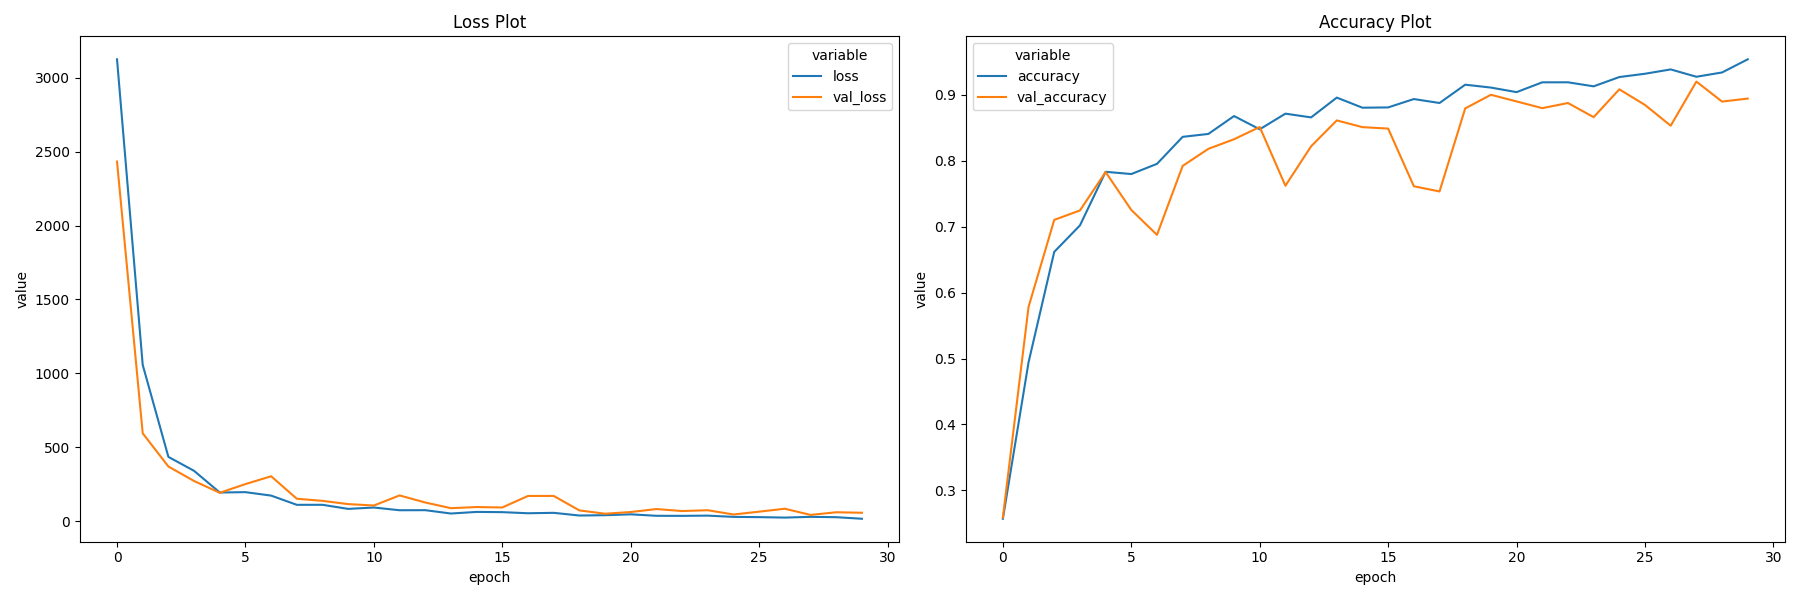 Loss Plot
variable
loss
val_loss
value
3000
2500
2000
1500
1000
500
0
0 5 10 15 20 25 30
epoch
Accuracy Plot
variable
accuracy
val_accuracy
value
0.9
0.8
0.7
0.6
0.5
0.4
0.3
0 5 10 15 20 25 30
epoch